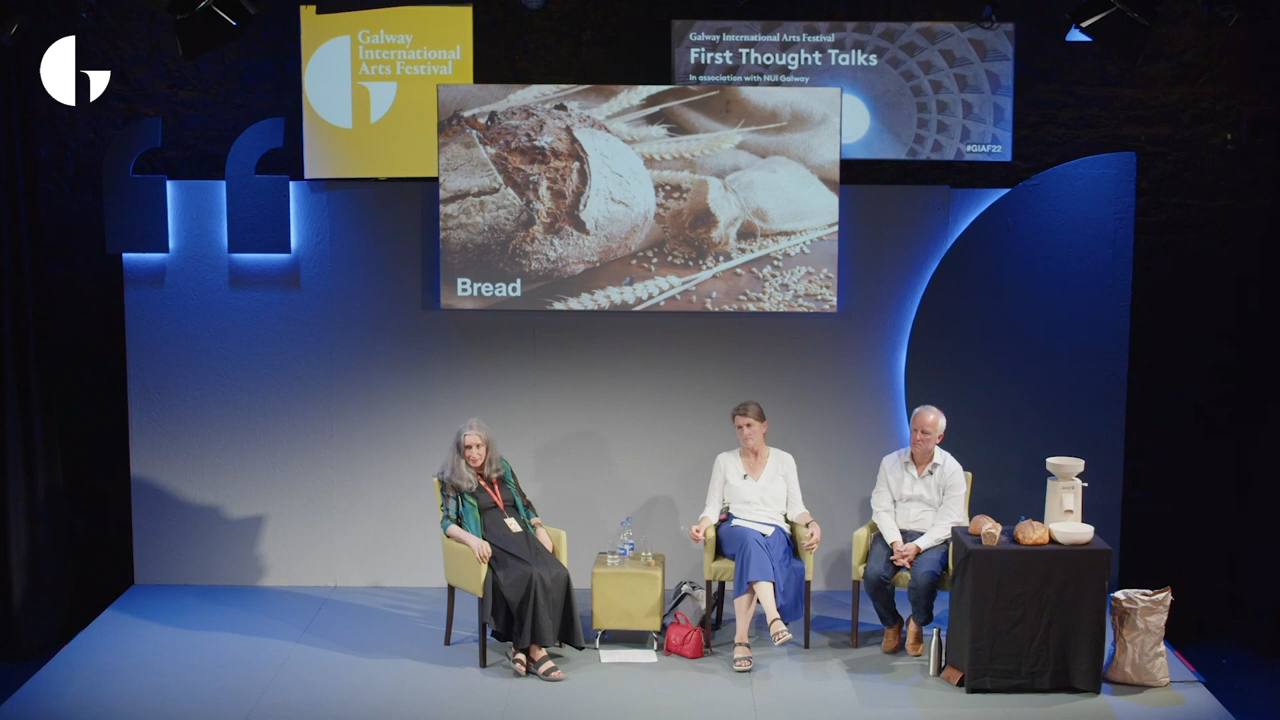 Galway
International
Arts Festival
Galway International Arts Festival
First Thought Talks
In association with NUI Galway
#GIAF22
Bread